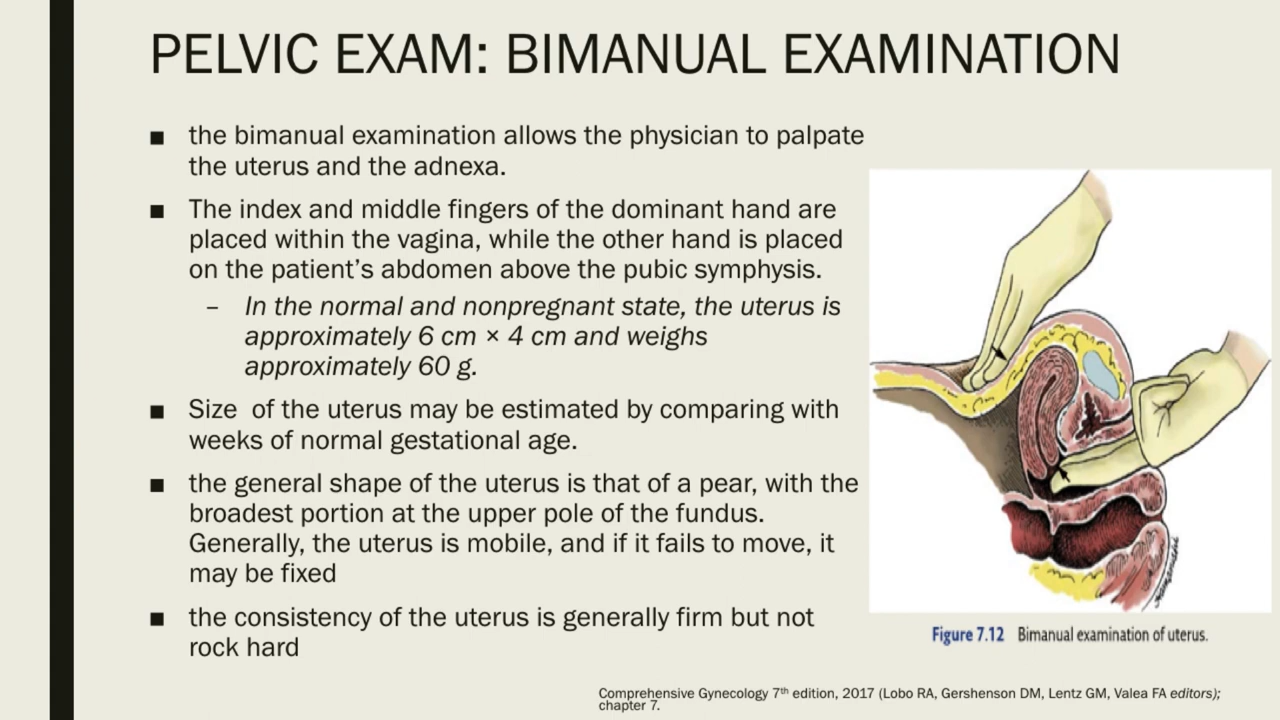 PELVIC EXAM: BIMANUAL EXAMINATION
■ the bimanual examination allows the physician to palpate
the uterus and the adnexa.
■ The index and middle fingers of the dominant hand are
placed within the vagina, while the other hand is placed
on the patient’s abdomen above the pubic symphysis.
– In the normal and nonpregnant state, the uterus is
approximately 6 cm × 4 cm and weighs
approximately 60 g.
■ Size  of the uterus may be estimated by comparing with
weeks of normal gestational age.
■ the general shape of the uterus is that of a pear, with the
broadest portion at the upper pole of the fundus.
Generally, the uterus is mobile, and if it fails to move, it
may be fixed
■ the consistency of the uterus is generally firm but not
rock hard
Figure 7.12 Bimanual examination of uterus.
Comprehensive Gynecology 7th edition, 2017 (Lobo RA, Gershenson DM, Lentz GM, Valea FA editors);
chapter 7.